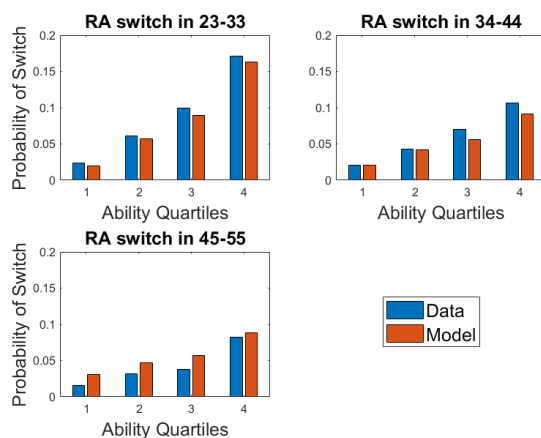 RA switch in 23-33
Probability of Switch
0.2
0.15
0.1
0.05
0
1 2 3 4
Ability Quartiles
RA switch in 34-44
0.2
0.15
0.1
0.05
0
1 2 3 4
Ability Quartiles
RA switch in 45-55
Probability of Switch
0.2
0.15
0.1
0.05
0
1 2 3 4
Ability Quartiles
Data
Model